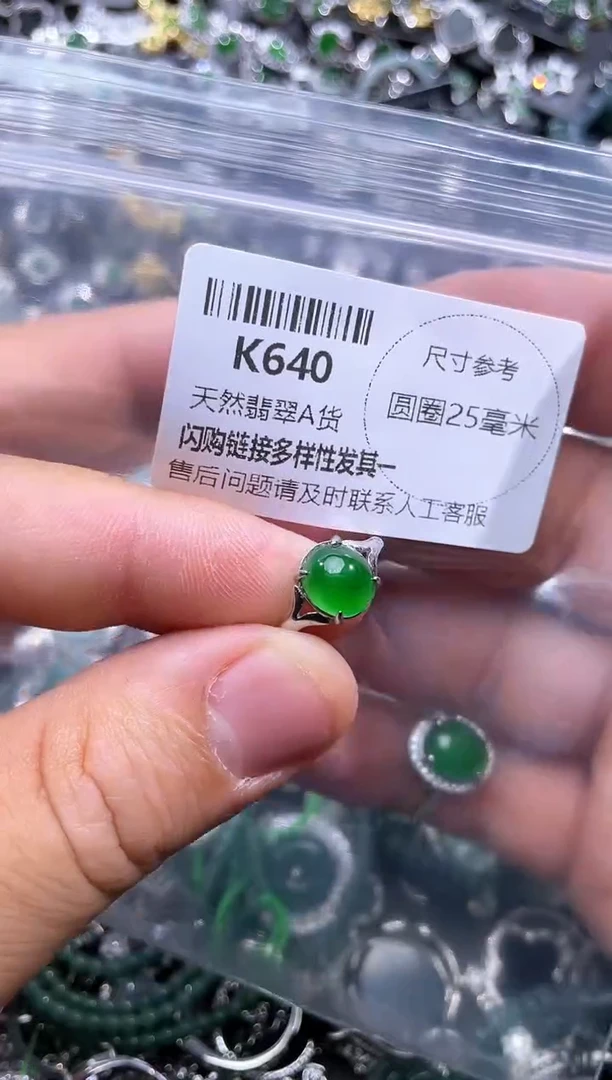 K640
天然翡翠A货
闪购链接多样性发其一
售后问题请及时联系人工客服
尺寸参考
圆圈25毫米